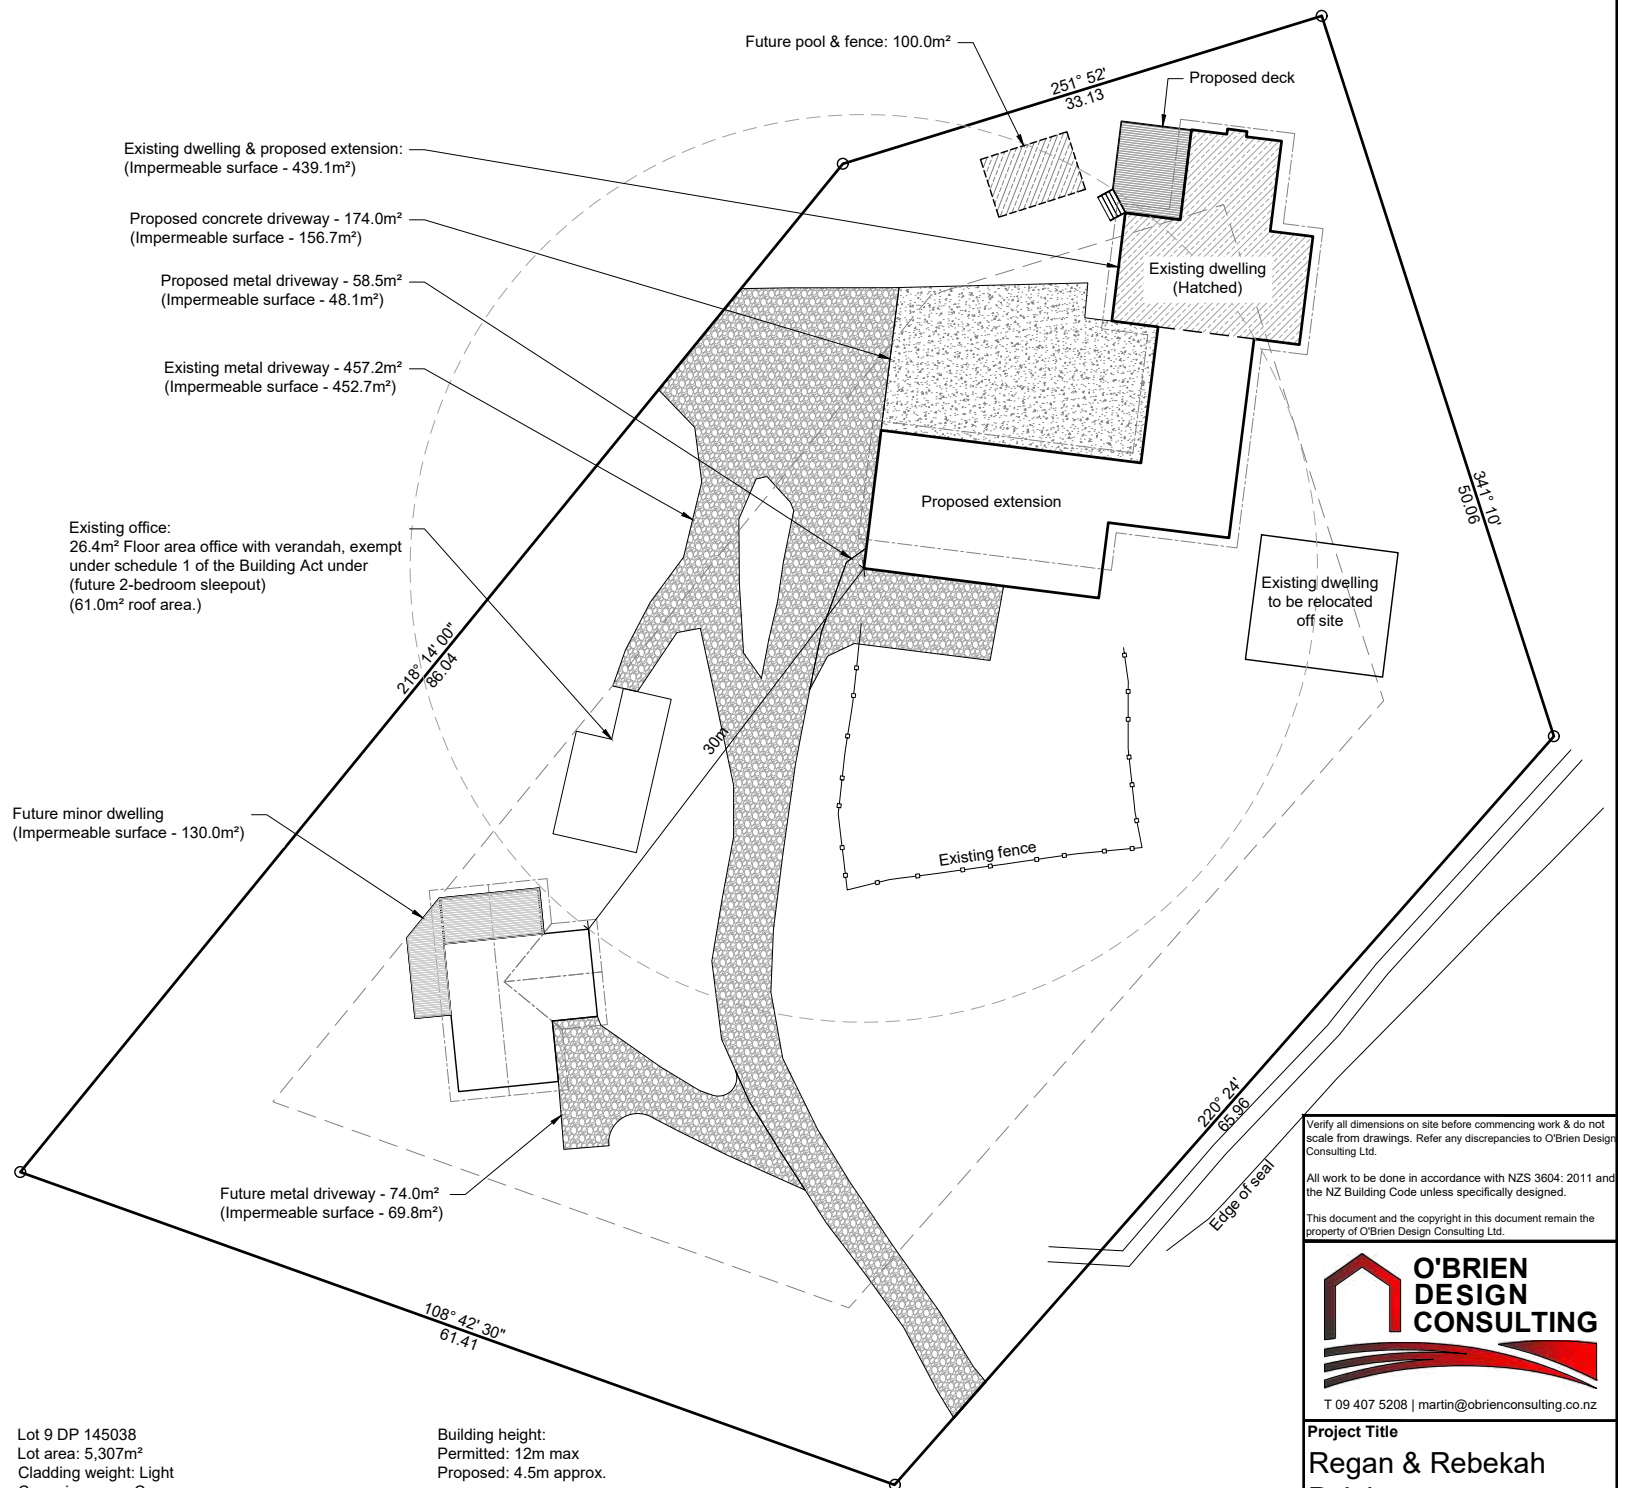 Future pool & fence: 100.0m²
251° 52'
33.13
Proposed deck
Existing dwelling & proposed extension:
(Impermeable surface - 439.1m²)
Proposed concrete driveway - 174.0m²
(Impermeable surface - 156.7m²)
Proposed metal driveway - 58.5m²
(Impermeable surface - 48.1m²)
Existing metal driveway - 457.2m²
(Impermeable surface - 452.7m²)
Existing dwelling
(Hatched)
Proposed extension
341° 10'
50.06
Existing office:
26.4m² Floor area office with verandah, exempt
under schedule 1 of the Building Act under
(future 2-bedroom sleepout)
(61.0m² roof area.)
Existing dwelling
to be relocated
off site
218° 14' 00"
86.04
30m
Future minor dwelling
(Impermeable surface - 130.0m²)
Existing fence
220° 24'
65.96
Edge of seal
Future metal driveway - 74.0m²
(Impermeable surface - 69.8m²)
108° 42' 30"
61.41
Verify all dimensions on site before commencing work & do not
scale from drawings. Refer any discrepancies to O'Brien Design
Consulting Ltd.
All work to be done in accordance with NZS 3604: 2011 and
the NZ Building Code unless specifically designed.
This document and the copyright in this document remain the
property of O'Brien Design Consulting Ltd.
O'BRIEN
DESIGN
CONSULTING
T 09 407 5208 | martin@obrienconsulting.co.nz
Project Title
Regan & Rebekah
Lot 9 DP 145038
Lot area: 5,307m²
Cladding weight: Light
Building height:
Permitted: 12m max
Proposed: 4.5m approx.